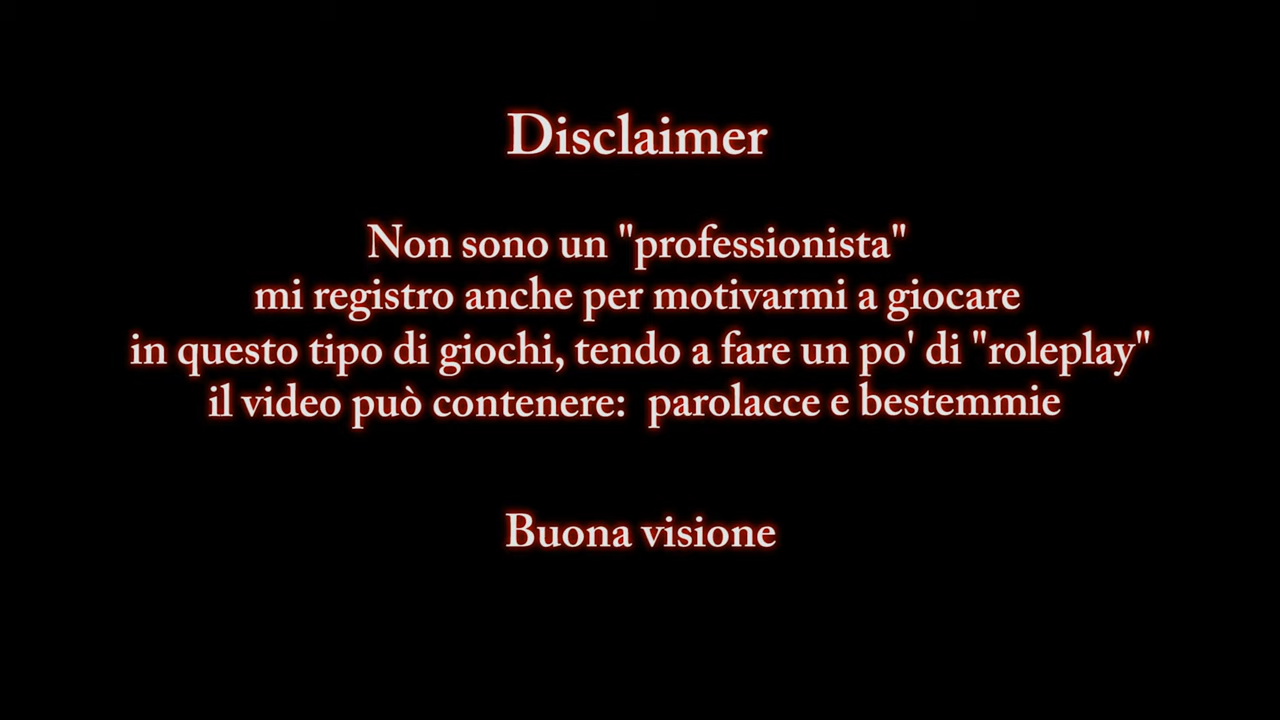 Disclaimer
Non sono un "professionista"
mi registro anche per motivarmi a giocare
in questo tipo di giochi, tendo a fare un po' di "roleplay"
il video può contenere: parolacce e bestemmie
Buona visione